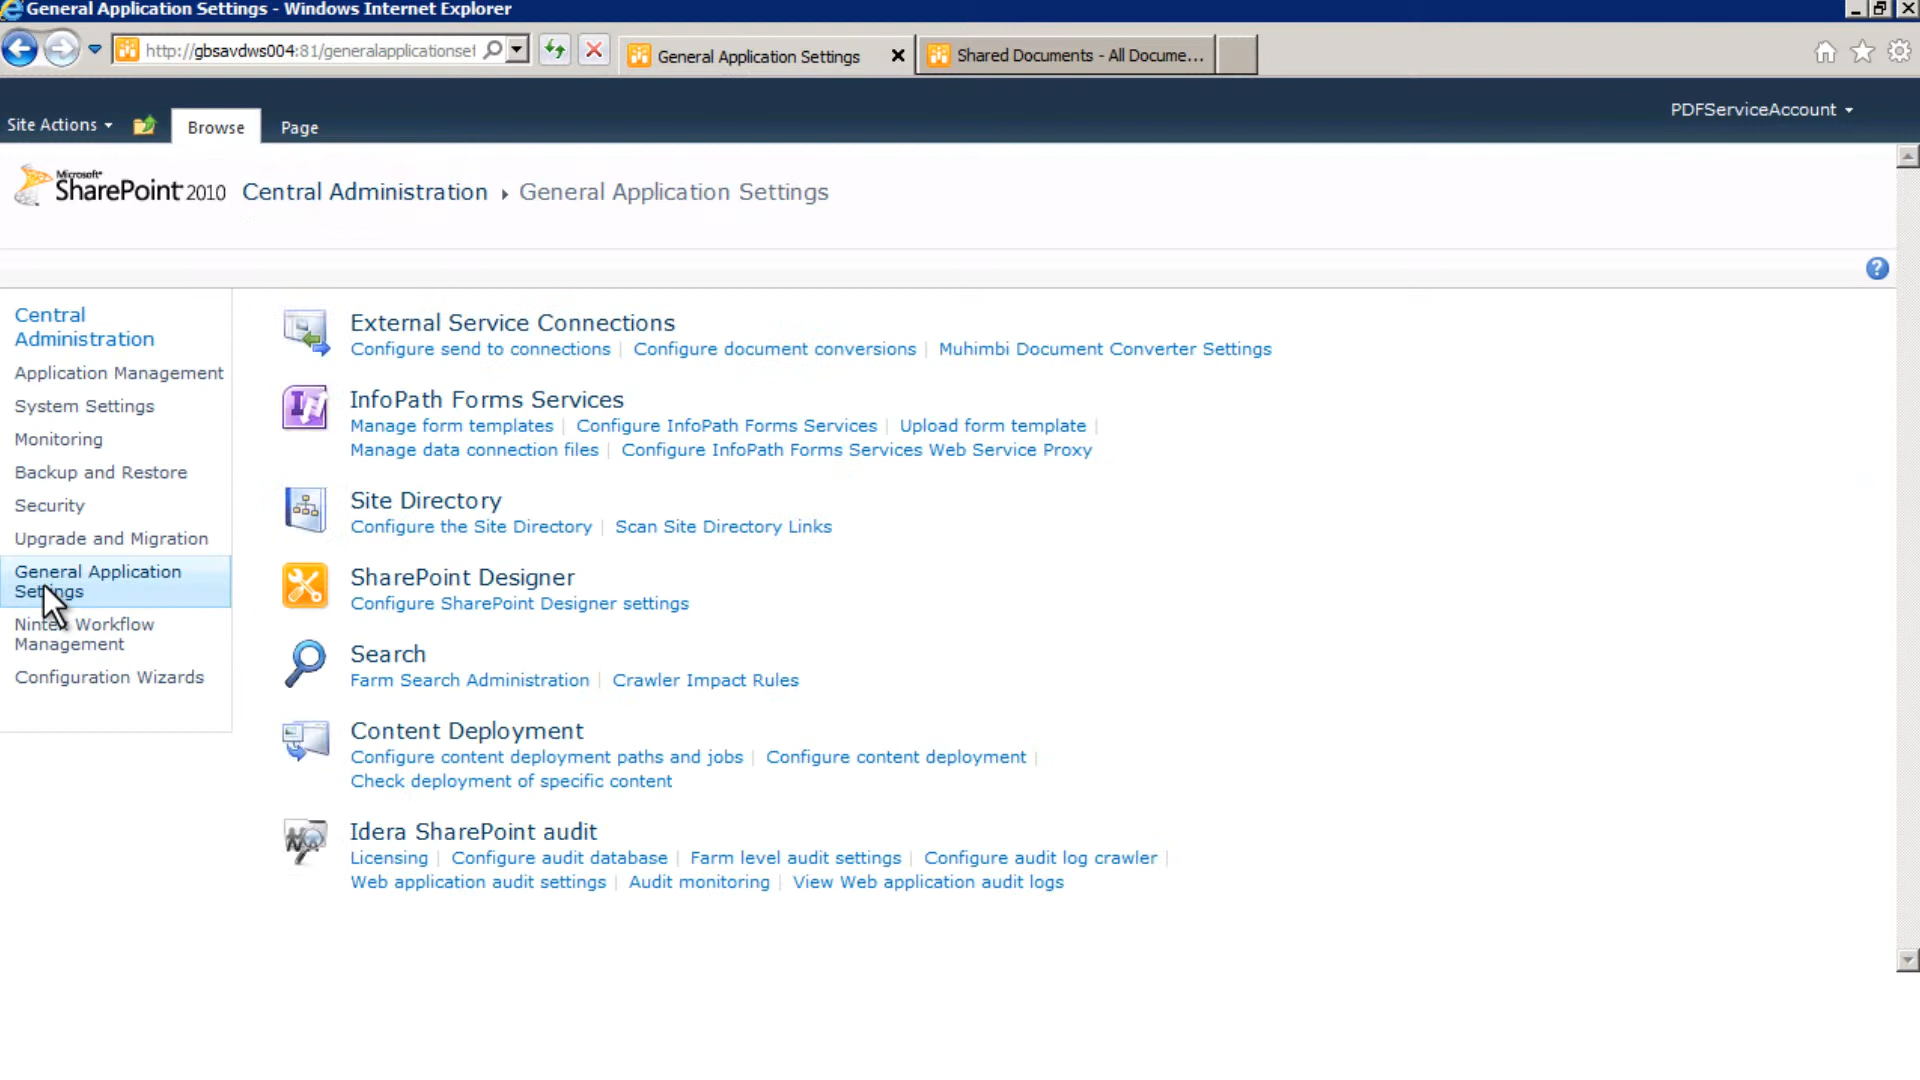 General Application Settings - Windows Internet Explorer
http://gbsavdws004:81/generalapplicationset
General Application Settings
Shared Documents - All Docume...
Site Actions
Browse
Page
PDFServiceAccount
Microsoft®
SharePoint 2010
Central Administration
General Application Settings
Central
Administration
Application Management
System Settings
Monitoring
Backup and Restore
Security
Upgrade and Migration
General Application
Settings
Nintex Workflow
Management
Configuration Wizards
External Service Connections
Configure send to connections | Configure document conversions | Muhimbi Document Converter Settings
InfoPath Forms Services
Manage form templates | Configure InfoPath Forms Services | Upload form template |
Manage data connection files | Configure InfoPath Forms Services Web Service Proxy
Site Directory
Configure the Site Directory | Scan Site Directory Links
SharePoint Designer
Configure SharePoint Designer settings
Search
Farm Search Administration | Crawler Impact Rules
Content Deployment
Configure content deployment paths and jobs | Configure content deployment |
Check deployment of specific content
Idera SharePoint audit
Licensing | Configure audit database | Farm level audit settings | Configure audit log crawler |
Web application audit settings | Audit monitoring | View Web application audit logs